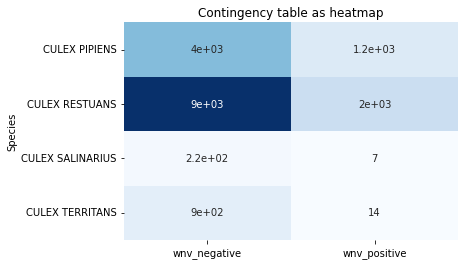 Contingency table as heatmap
Species
CULEX PIPIENS 4e+03 1.2e+03
CULEX RESTUANS 9e+03 2e+03
CULEX SALINARIUS 2.2e+02 7
CULEX TERRITANS 9e+02 14
wnv_negative wnv_positive